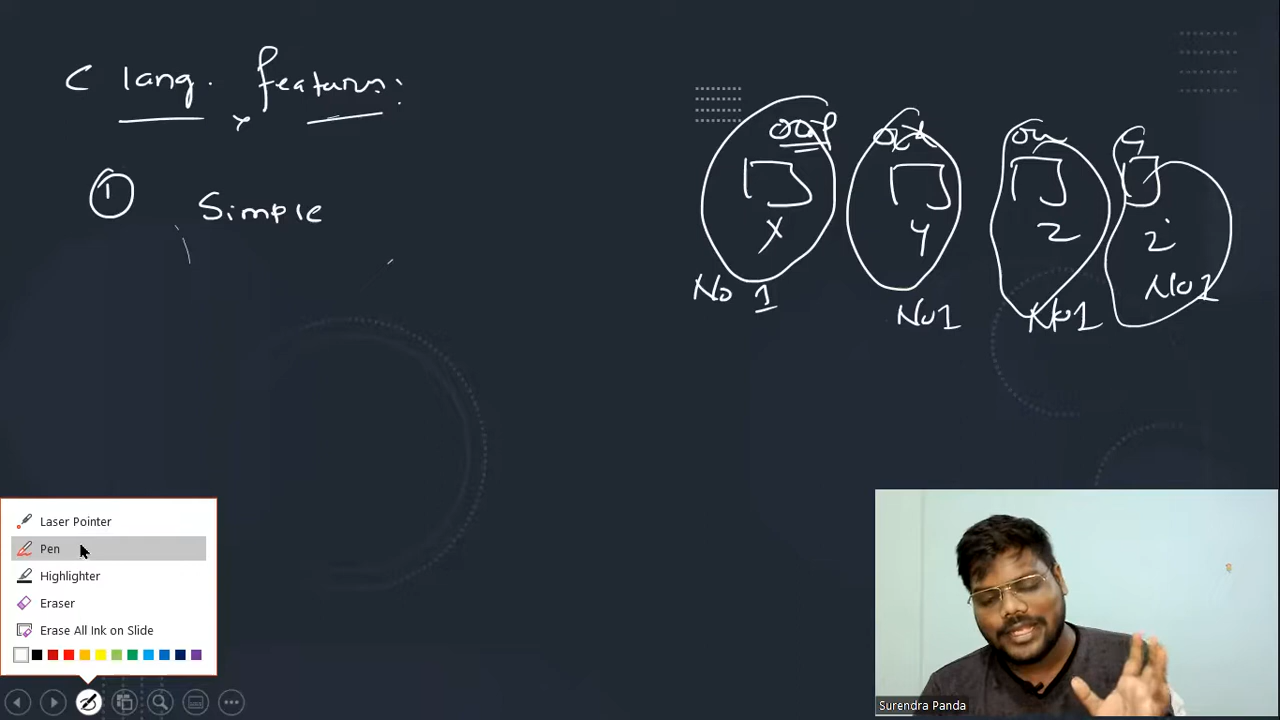 C lang. features:
① Simple
oop
X
Y
Z
No 1
No1
No1
No1
Laser Pointer
Pen
Highlighter
Eraser
Erase All Ink on Slide
Surendra Panda